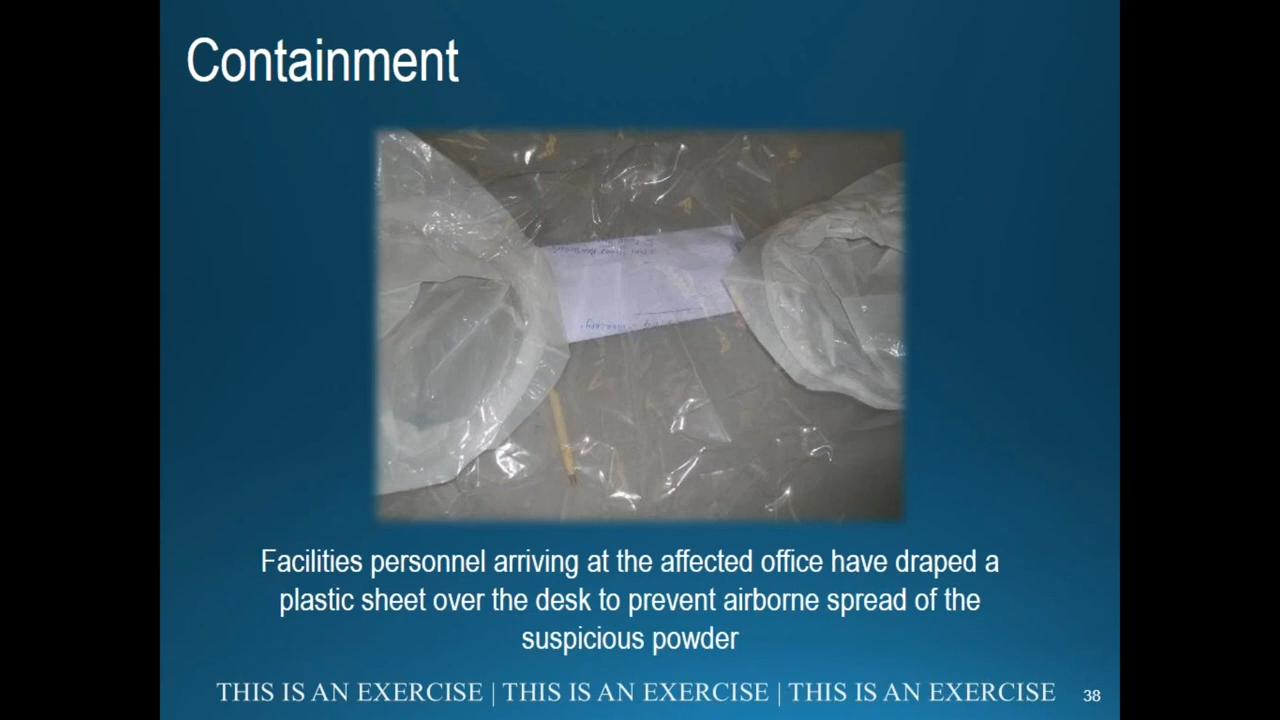 Containment
Facilities personnel arriving at the affected office have draped a
plastic sheet over the desk to prevent airborne spread of the
suspicious powder
THIS IS AN EXERCISE | THIS IS AN EXERCISE | THIS IS AN EXERCISE
38